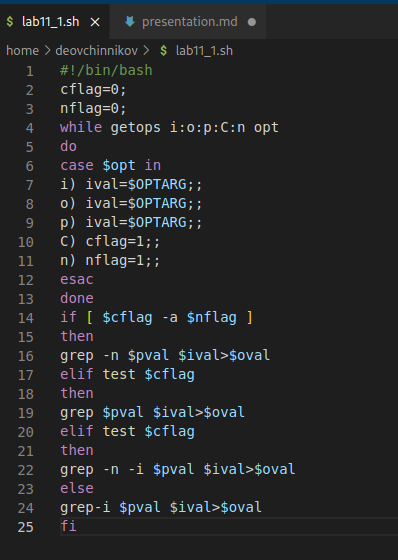 $ lab11_1.sh × presentation.md ●
home > deovchinnikov > $ lab11_1.sh
1 #!/bin/bash
2 cflag=0;
3 nflag=0;
4 while getops i:o:p:C:n opt
5 do
6 case $opt in
7 i) ival=$OPTARG;;
8 o) ival=$OPTARG;;
9 p) ival=$OPTARG;;
10 C) cflag=1;;
11 n) nflag=1;;
12 esac
13 done
14 if [ $cflag -a $nflag ]
15 then
16 grep -n $pval $ival>$oval
17 elif test $cflag
18 then
19 grep $pval $ival>$oval
20 elif test $cflag
21 then
22 grep -n -i $pval $ival>$oval
23 else
24 grep-i $pval $ival>$oval
25 fi